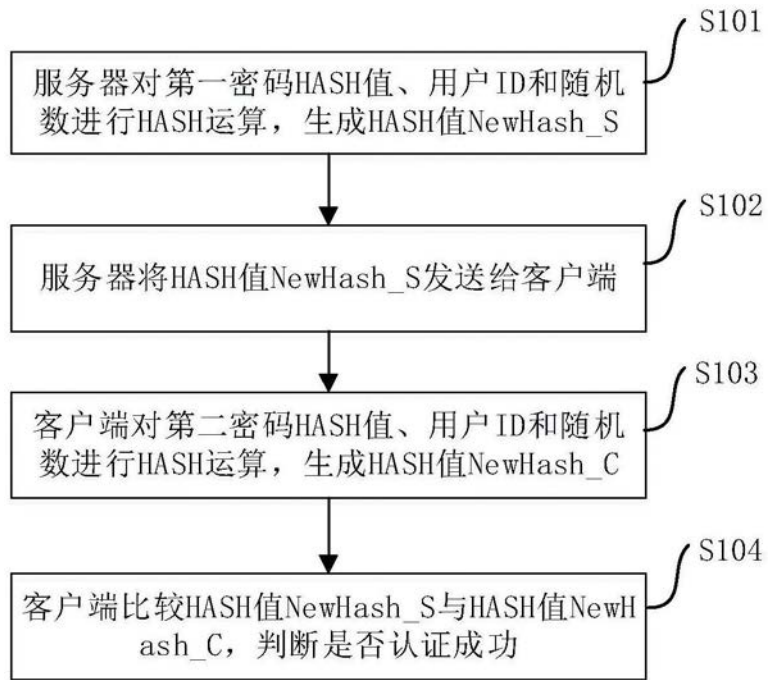 S101
服务器对第一密码HASH值、用户ID和随机
数进行HASH运算，生成HASH值NewHash_S
S102
服务器将HASH值NewHash_S发送给客户端
S103
客户端对第二密码HASH值、用户ID和随机
数进行HASH运算，生成HASH值NewHash_C
S104
客户端比较HASH值NewHash_S与HASH值NewH
ash_C，判断是否认证成功